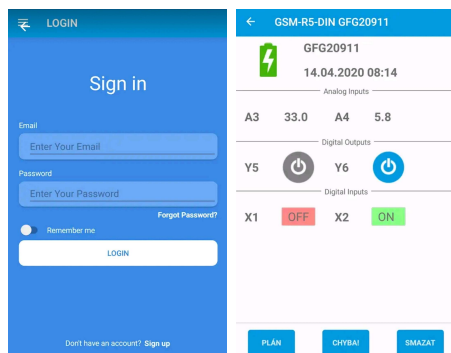 LOGIN
Sign in
Email
Enter Your Email
Password
Enter Your Password
Forgot Password?
Remember me
LOGIN
Don't have an account? Sign up
GSM-R5-DIN GFG20911
GFG20911
14.04.2020 08:14
Analog Inputs
A3 33.0 A4 5.8
Digital Outputs
Y5 Y6
Digital Inputs
X1 OFF X2 ON
PLÁN CHYBA! SMAZAT